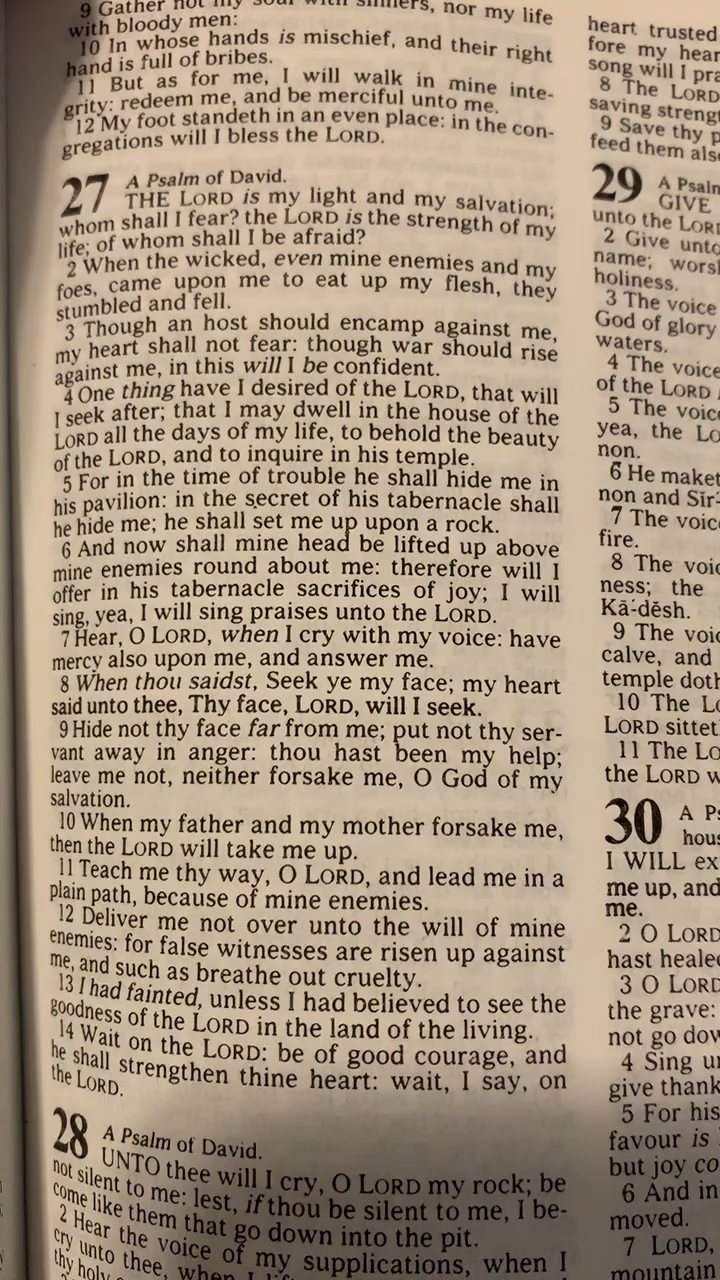 9 Gather not my soul with sinners, nor my life
with bloody men:
10 In whose hands is mischief, and their right
hand is full of bribes.
11 But as for me, I will walk in mine inte-
grity: redeem me, and be merciful unto me.
12 My foot standeth in an even place: in the con-
gregations will I bless the LORD.
27 A Psalm of David.
THE LORD is my light and my salvation;
whom shall I fear? the LORD is the strength of my
life; of whom shall I be afraid?
2 When the wicked, even mine enemies and my
foes, came upon me to eat up my flesh, they
stumbled and fell.
3 Though an host should encamp against me,
my heart shall not fear: though war should rise
against me, in this will I be confident.
4 One thing have I desired of the LORD, that will
I seek after; that I may dwell in the house of the
LORD all the days of my life, to behold the beauty
of the LORD, and to inquire in his temple.
5 For in the time of trouble he shall hide me in
his pavilion: in the secret of his tabernacle shall
he hide me; he shall set me up upon a rock.
6 And now shall mine head be lifted up above
mine enemies round about me: therefore will I
offer in his tabernacle sacrifices of joy; I will
sing, yea, I will sing praises unto the LORD.
7 Hear, O LORD, when I cry with my voice: have
mercy also upon me, and answer me.
8 When thou saidst, Seek ye my face; my heart
said unto thee, Thy face, LORD, will I seek.
9 Hide not thy face far from me; put not thy ser-
vant away in anger: thou hast been my help;
leave me not, neither forsake me, O God of my
salvation.
10 When my father and my mother forsake me,
then the LORD will take me up.
11 Teach me thy way, O LORD, and lead me in a
plain path, because of mine enemies.
12 Deliver me not over unto the will of mine
enemies: for false witnesses are risen up against
me, and such as breathe out cruelty.
13 I had fainted, unless I had believed to see the
goodness of the LORD in the land of the living.
14 Wait on the LORD: be of good courage, and
he shall strengthen thine heart: wait, I say, on
the LORD.
28 A Psalm of David.
UNTO thee will I cry, O LORD my rock; be
not silent to me: lest, if thou be silent to me, I be-
come like them that go down into the pit.
2 Hear the voice of my supplications, when I
cry unto thee, when I
thy holy
heart trusted
fore my hear
song will I pra
8 The LORD
saving streng
9 Save thy p
feed them also
29 A Psalm
GIVE
unto the LORD
2 Give unto
name; wors
holiness.
3 The voice
God of glory
waters.
4 The voice
of the LORD
5 The voic
yea, the Lo
non.
6 He maket
non and Sĭr-
7 The voic
fire.
8 The voic
ness; the
Kā-dĕsh.
9 The voic
calve, and
temple doth
10 The Lo
LORD sittet
11 The Lo
the LORD w
30 A Ps
hous
I WILL ex
me up, and
me.
2 O LORD
hast heale
3 O LORD
the grave:
not go dow
4 Sing un
give thank
5 For his
favour is
but joy co
6 And in
moved.
7 LORD,
mountain